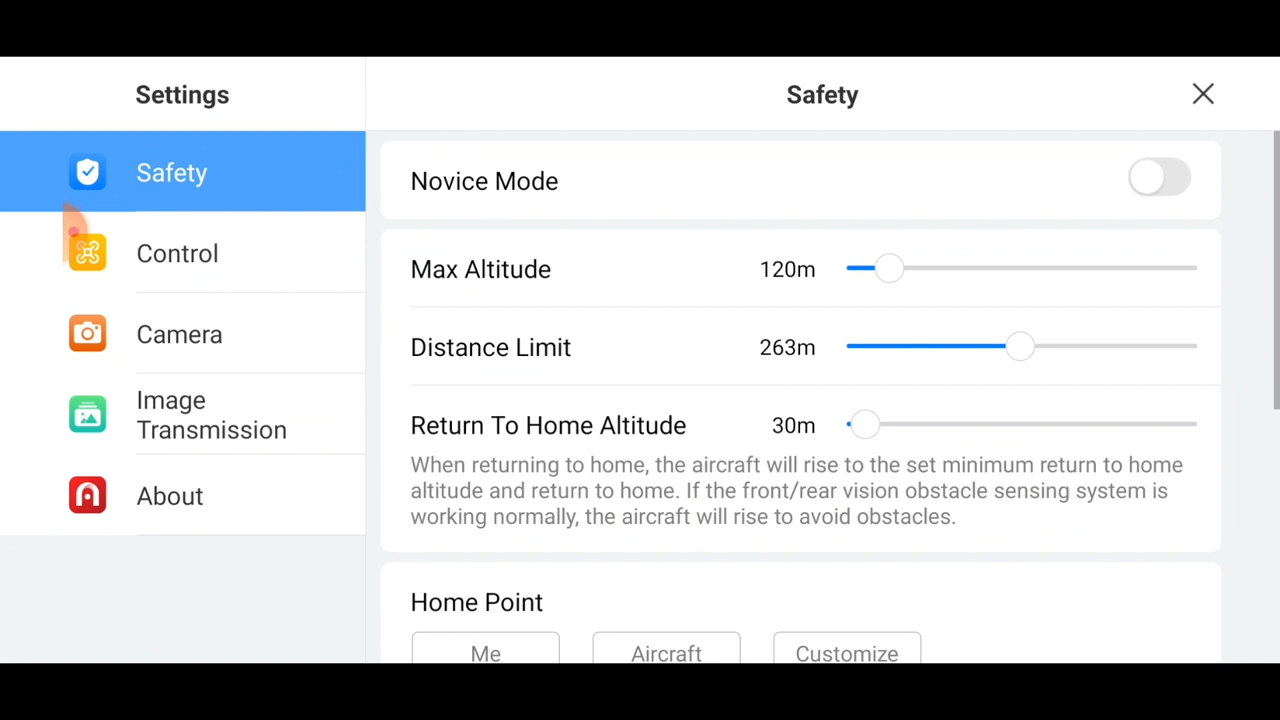 Settings
Safety
Safety
Control
Camera
Image
Transmission
About
Novice Mode
Max Altitude 120m
Distance Limit 263m
Return To Home Altitude 30m
When returning to home, the aircraft will rise to the set minimum return to home
altitude and return to home. If the front/rear vision obstacle sensing system is
working normally, the aircraft will rise to avoid obstacles.
Home Point
Me Aircraft Customize